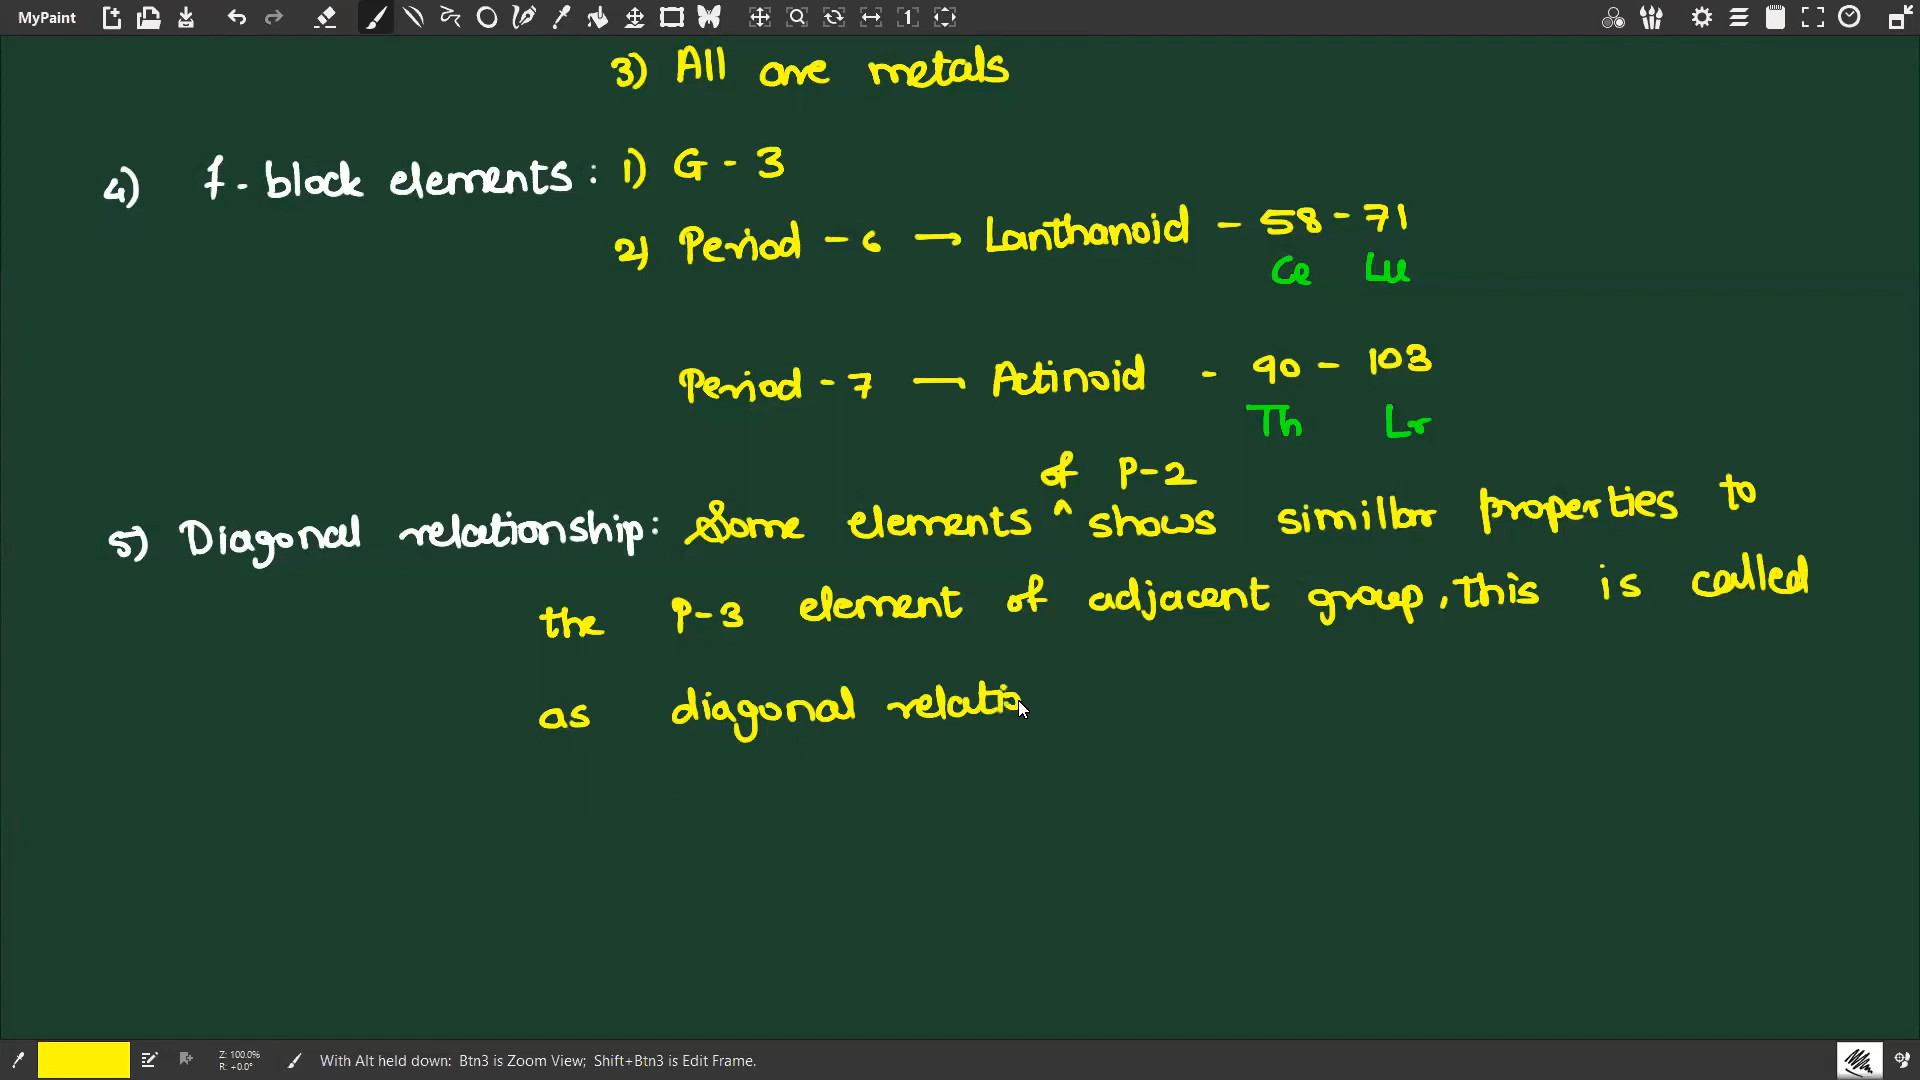 MyPaint
3) All are metals
4) f - block elements : 1) G - 3
2) Period - 6 — Lanthanoid - 58 - 71
Ce Lu
Period - 7 — Actinoid - 90 - 103
Th Lr
of P-2
5) Diagonal relationship : Some elements ^ shows simillar properties to
the P-3 element of adjacent group, This is called
as diagonal relatio
Z: 100.0%
R: +0.0°
With Alt held down: Btn3 is Zoom View; Shift+Btn3 is Edit Frame.